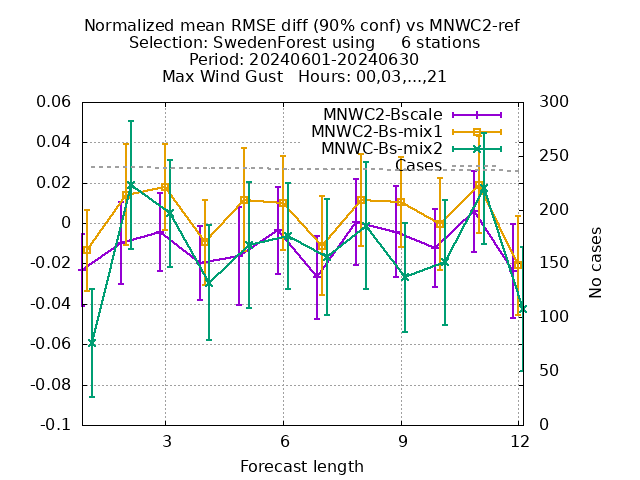 Normalized mean RMSE diff (90% conf) vs MNWC2-ref
Selection: SwedenForest using 6 stations
Period: 20240601-20240630
Max Wind Gust Hours: 00,03,...,21
MNWC2-Bscale
MNWC2-Bs-mix1
MNWC-Bs-mix2
Cases
0.06
0.04
0.02
0
-0.02
-0.04
-0.06
-0.08
-0.1
300
250
200
150
100
50
0
No cases
3 6 9 12
Forecast length